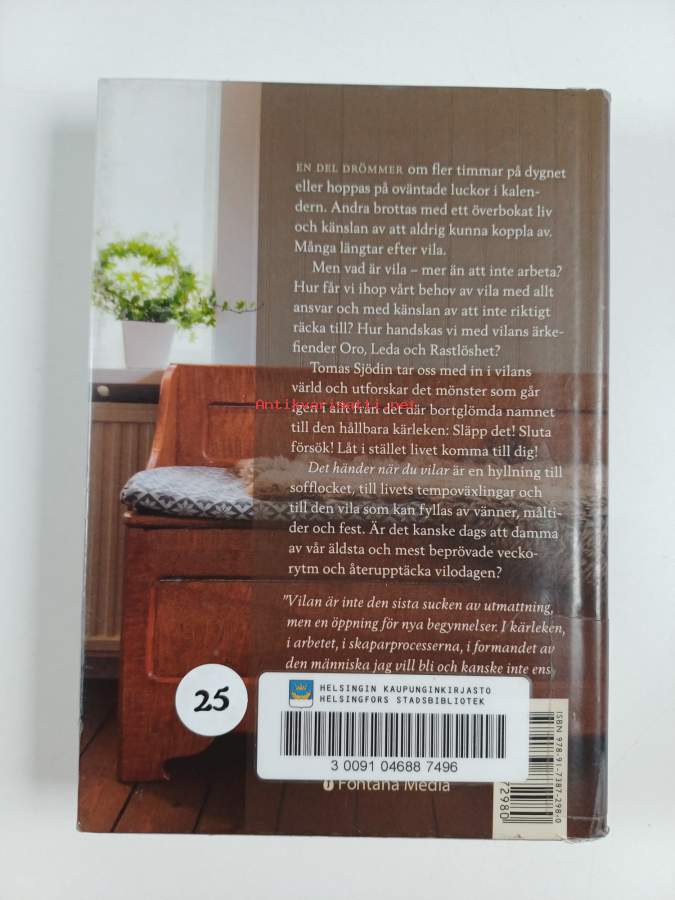 EN DEL DRÖMMER om fler timmar på dygnet
eller hoppas på oväntade luckor i kalen-
dern. Andra brottas med ett överbokat liv
och känslan av att aldrig kunna koppla av.
Många längtar efter vila.
Men vad är vila – mer än att inte arbeta?
Hur får vi ihop vårt behov av vila med allt
ansvar och med känslan av att inte riktigt
räcka till? Hur handskas vi med vilans ärke-
fiender Oro, Leda och Rastlöshet?
Tomas Sjödin tar oss med in i vilans
värld och utforskar det mönster som går
igen i allt från det där bortglömda namnet
Antikvariaatti.net
till den hållbara kärleken: Släpp det! Sluta
försök! Låt i stället livet komma till dig!
Det händer när du vilar är en hyllning till
sofflocket, till livets tempoväxlingar och
till den vila som kan fyllas av vänner, målti-
der och fest. Är det kanske dags att damma
av vår äldsta och mest beprövade vecko-
rytm och återupptäcka vilodagen?
"Vilan är inte den sista sucken av utmattning,
men en öppning för nya begynnelser. I kärleken,
i arbetet, i skaparprocesserna, i formandet av
den människa jag vill bli och kanske inte ens
25
HELSINGIN KAUPUNGINKIRJASTO
HELSINGFORS STADSBIBLIOTEK
3 0091 04688 7496
Fontana Media
ISBN 978-91-7387-298-0
72980